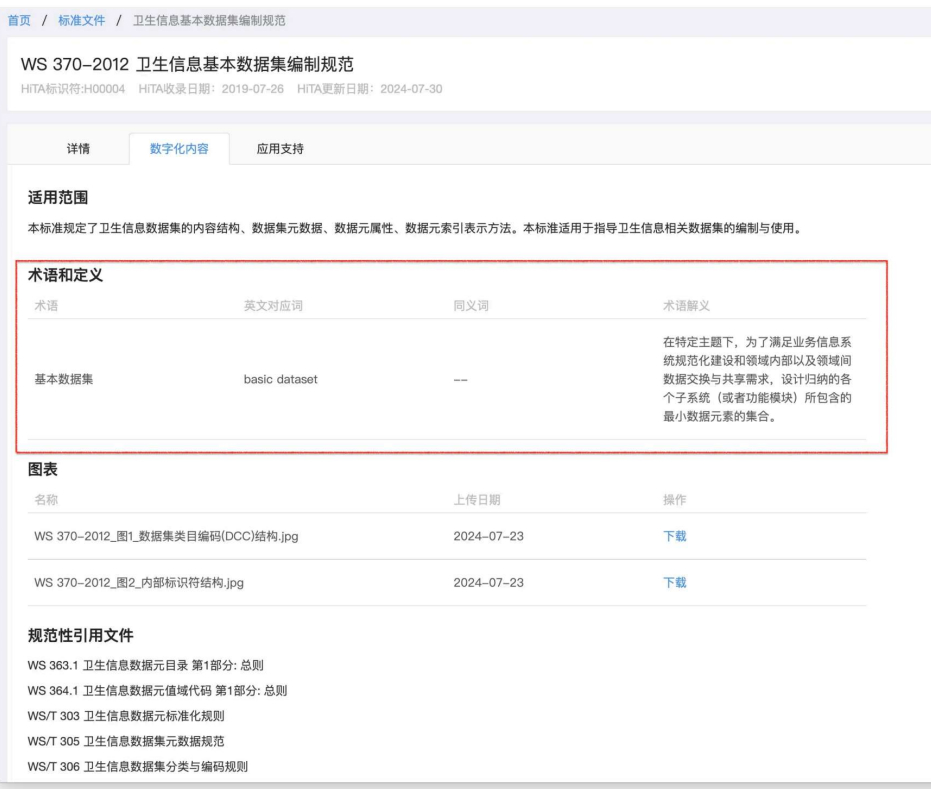 首页 / 标准文件 / 卫生信息基本数据集编制规范
WS 370-2012 卫生信息基本数据集编制规范
HiTA标识符:H00004 HiTA收录日期：2019-07-26 HiTA更新日期：2024-07-30
详情 数字化内容 应用支持
适用范围
本标准规定了卫生信息数据集的内容结构、数据集元数据、数据元属性、数据元索引表示方法。本标准适用于指导卫生信息相关数据集的编制与使用。
术语和定义
术语 英文对应词 同义词 术语解义
基本数据集 basic dataset -- 在特定主题下，为了满足业务信息系
统规范化建设和领域内部以及领域间
数据交换与共享需求，设计归纳的各
个子系统（或者功能模块）所包含的
最小数据元素的集合。
图表
名称 上传日期 操作
WS 370-2012_图1_数据集类目编码(DCC)结构.jpg 2024-07-23 下载
WS 370-2012_图2_内部标识符结构.jpg 2024-07-23 下载
规范性引用文件
WS 363.1 卫生信息数据元目录 第1部分: 总则
WS 364.1 卫生信息数据元值域代码 第1部分: 总则
WS/T 303 卫生信息数据元标准化规则
WS/T 305 卫生信息数据集元数据规范
WS/T 306 卫生信息数据集分类与编码规则